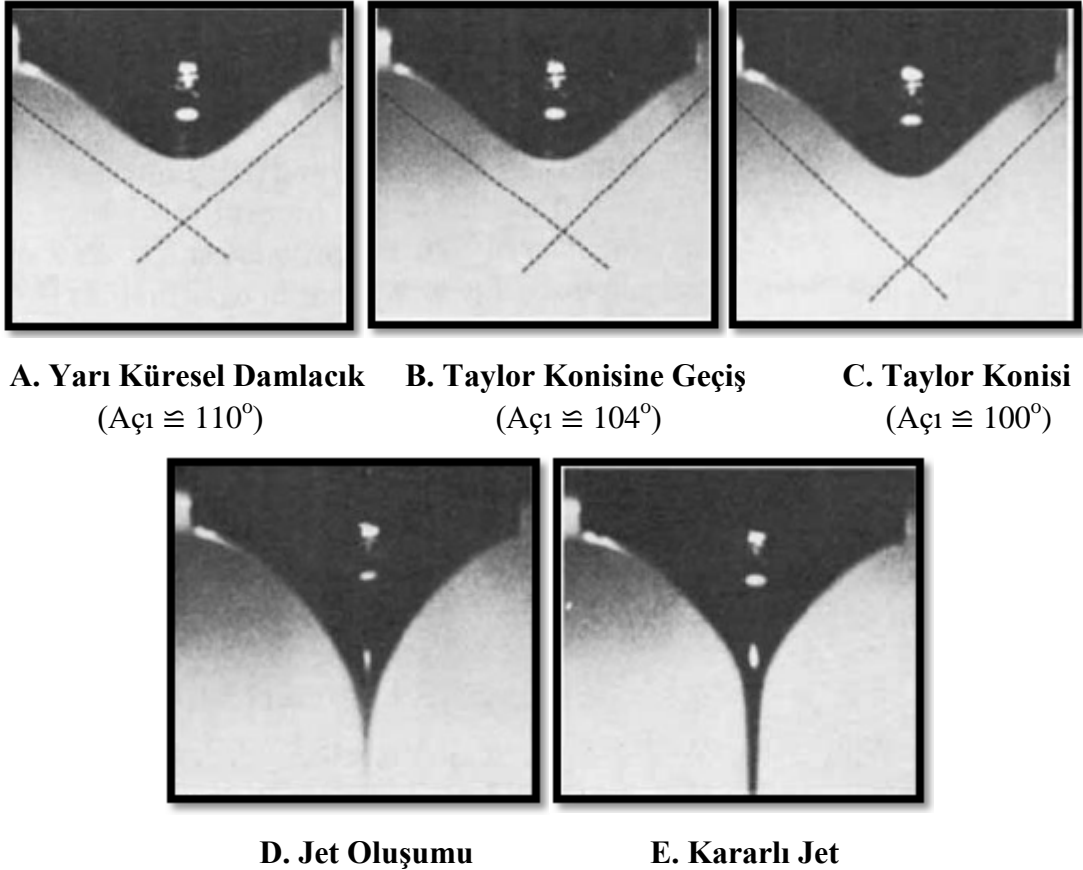 A. Yarı Küresel Damlacık B. Taylor Konisine Geçiş C. Taylor Konisi
(Açı ≌ 110°) (Açı ≌ 104°) (Açı ≌ 100°)
D. Jet Oluşumu E. Kararlı Jet